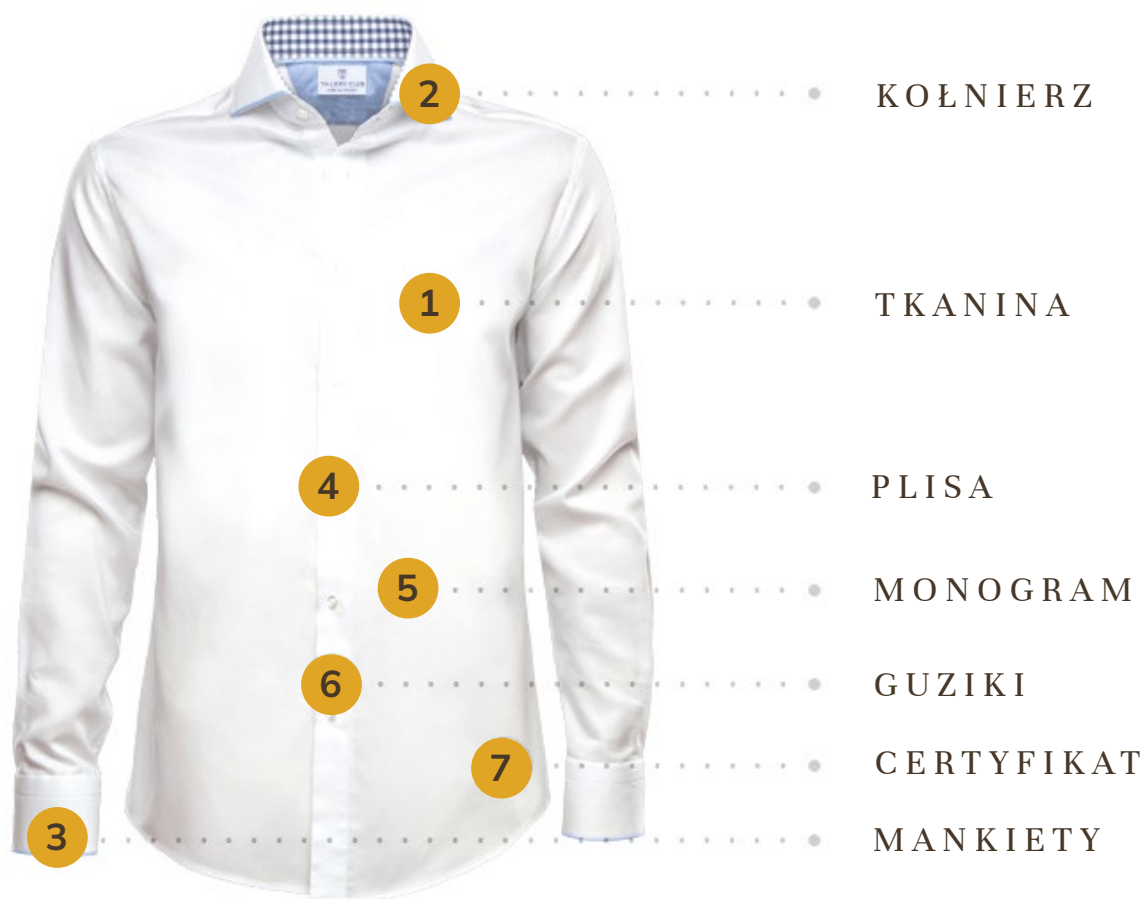 2 KOŁNIERZ
1 TKANINA
4 PLISA
5 MONOGRAM
6 GUZIKI
7 CERTYFIKAT
3 MANKIETY